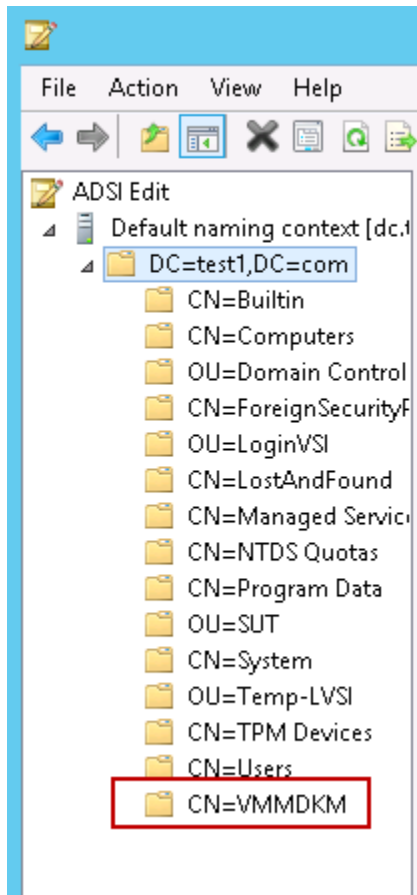 File Action View Help
ADSI Edit
Default naming context [dc.t
DC=test1,DC=com
CN=Builtin
CN=Computers
OU=Domain Control
CN=ForeignSecurityP
OU=LoginVSI
CN=LostAndFound
CN=Managed Servic
CN=NTDS Quotas
CN=Program Data
OU=SUT
CN=System
OU=Temp-LVSI
CN=TPM Devices
CN=Users
CN=VMMDKM